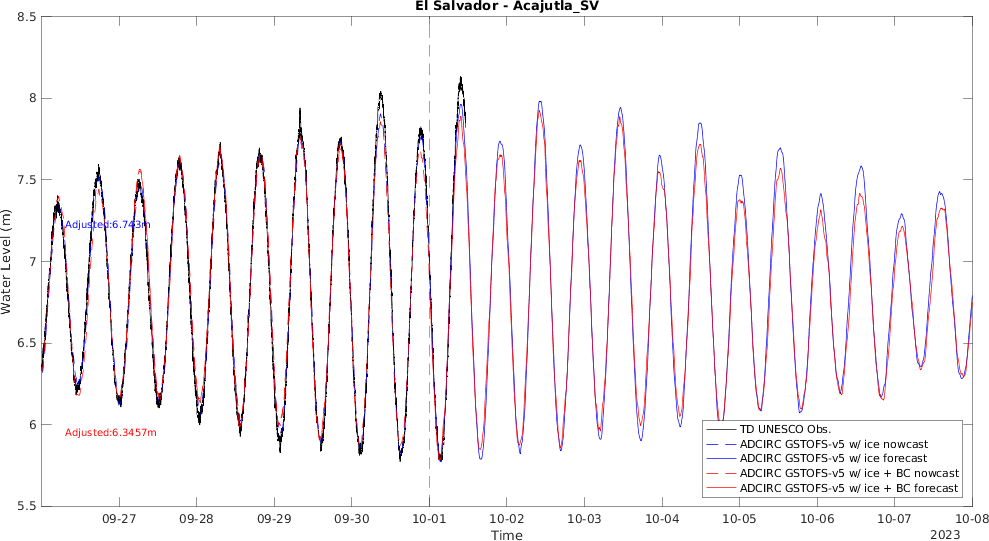 El Salvador - Acajutla_SV
8.5
8
7.5
7
6.5
6
5.5
Water Level (m)
Adjusted:6.743m
Adjusted:6.3457m
TD UNESCO Obs.
ADCIRC GSTOFS-v5 w/ ice nowcast
ADCIRC GSTOFS-v5 w/ ice forecast
ADCIRC GSTOFS-v5 w/ ice + BC nowcast
ADCIRC GSTOFS-v5 w/ ice + BC forecast
09-27 09-28 09-29 09-30 10-01 10-02 10-03 10-04 10-05 10-06 10-07 10-08
Time
2023